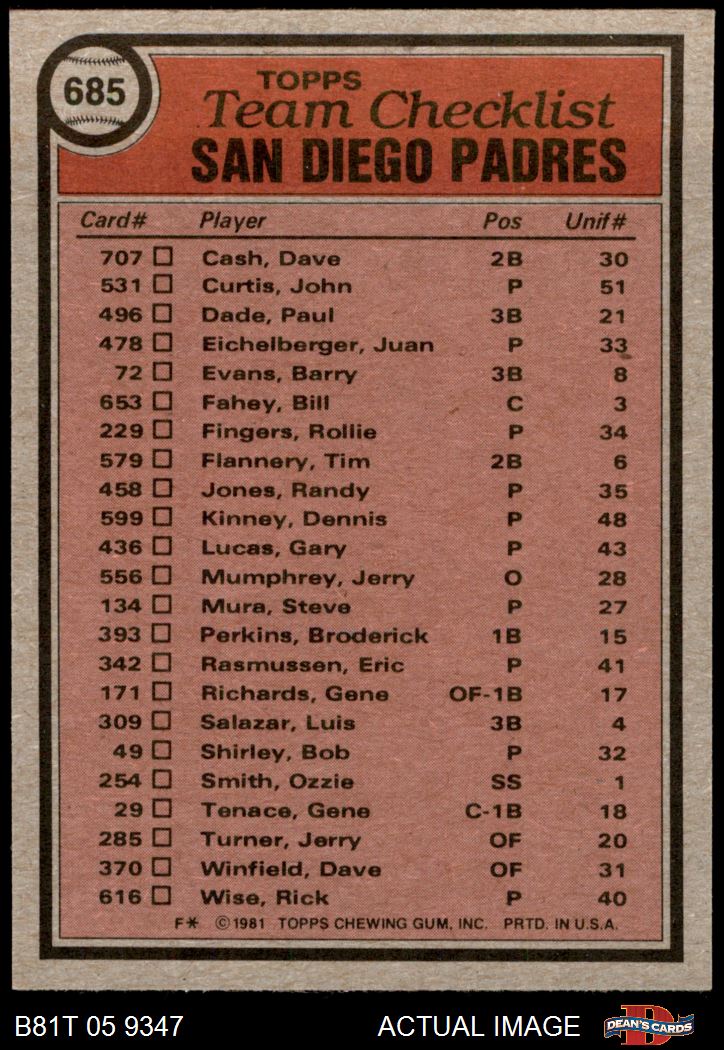 685
TOPPS
Team Checklist
SAN DIEGO PADRES
Card# Player Pos Unif#
707 Cash, Dave 2B 30
531 Curtis, John P 51
496 Dade, Paul 3B 21
478 Eichelberger, Juan P 33
72 Evans, Barry 3B 8
653 Fahey, Bill C 3
229 Fingers, Rollie P 34
579 Flannery, Tim 2B 6
458 Jones, Randy P 35
599 Kinney, Dennis P 48
436 Lucas, Gary P 43
556 Mumphrey, Jerry O 28
134 Mura, Steve P 27
393 Perkins, Broderick 1B 15
342 Rasmussen, Eric P 41
171 Richards, Gene OF-1B 17
309 Salazar, Luis 3B 4
49 Shirley, Bob P 32
254 Smith, Ozzie SS 1
29 Tenace, Gene C-1B 18
285 Turner, Jerry OF 20
370 Winfield, Dave OF 31
616 Wise, Rick P 40
F* ©1981 TOPPS CHEWING GUM, INC. PRTD. IN U.S.A.
B81T 05 9347 ACTUAL IMAGE D DEAN'S CARDS